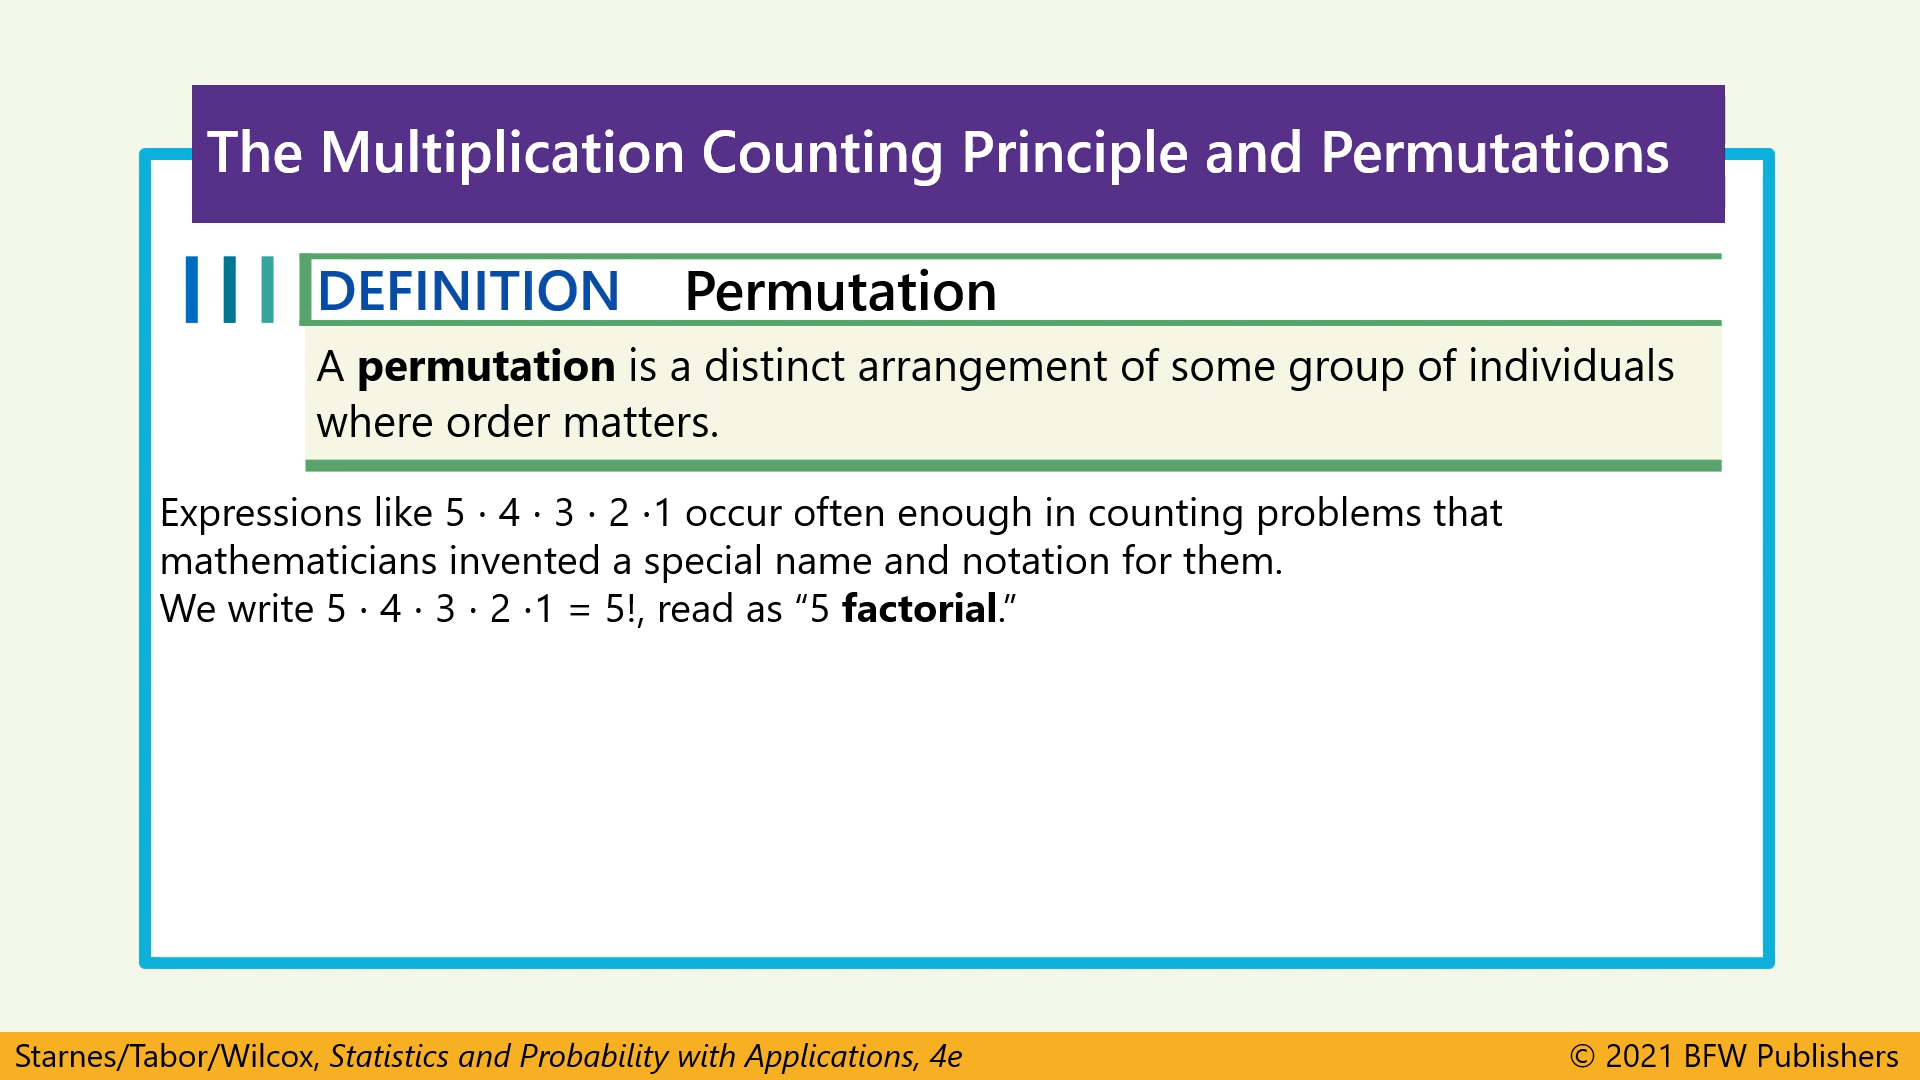 The Multiplication Counting Principle and Permutations
DEFINITION Permutation
A permutation is a distinct arrangement of some group of individuals
where order matters.
Expressions like 5 · 4 · 3 · 2 ·1 occur often enough in counting problems that
mathematicians invented a special name and notation for them.
We write 5 · 4 · 3 · 2 ·1 = 5!, read as “5 factorial.”
Starnes/Tabor/Wilcox, Statistics and Probability with Applications, 4e
© 2021 BFW Publishers